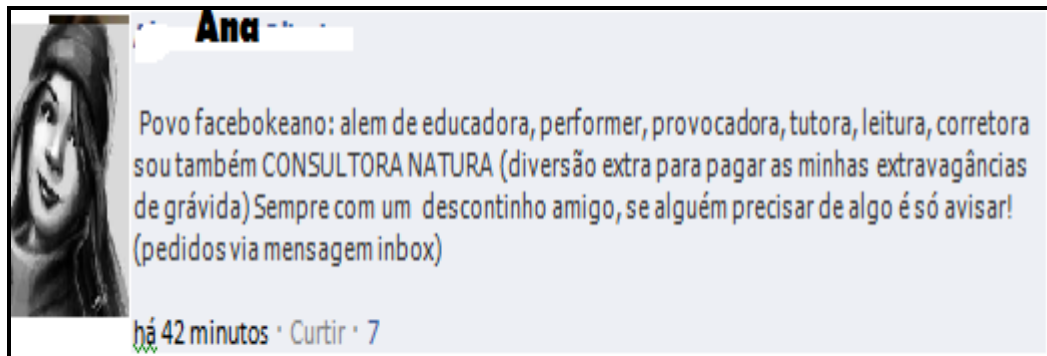 Ana
Povo facebokeano: alem de educadora, performer, provocadora, tutora, leitura, corretora
sou também CONSULTORA NATURA (diversão extra para pagar as minhas extravagâncias
de grávida) Sempre com um descontinho amigo, se alguém precisar de algo é só avisar!
(pedidos via mensagem inbox)
há 42 minutos · Curtir · 7